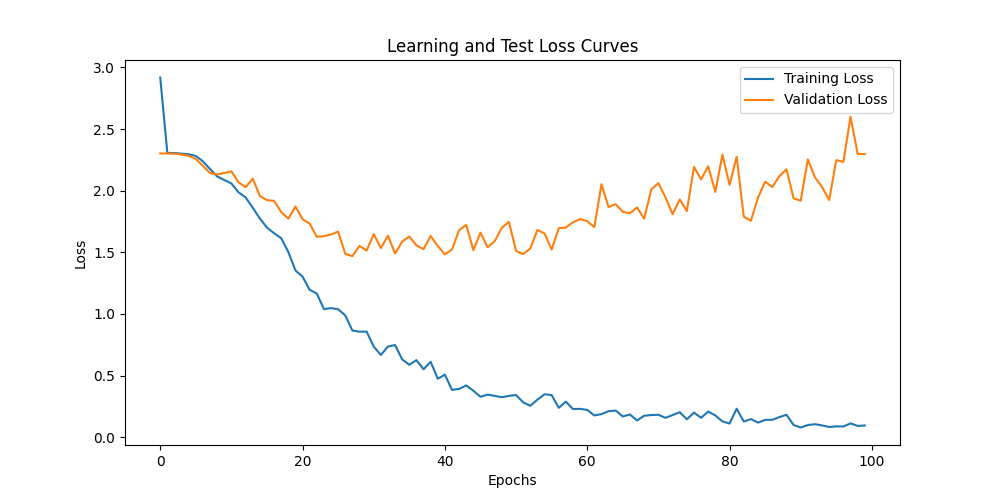 Learning and Test Loss Curves
Training Loss
Validation Loss
3.0
2.5
2.0
1.5
1.0
0.5
0.0
Loss
0 20 40 60 80 100
Epochs